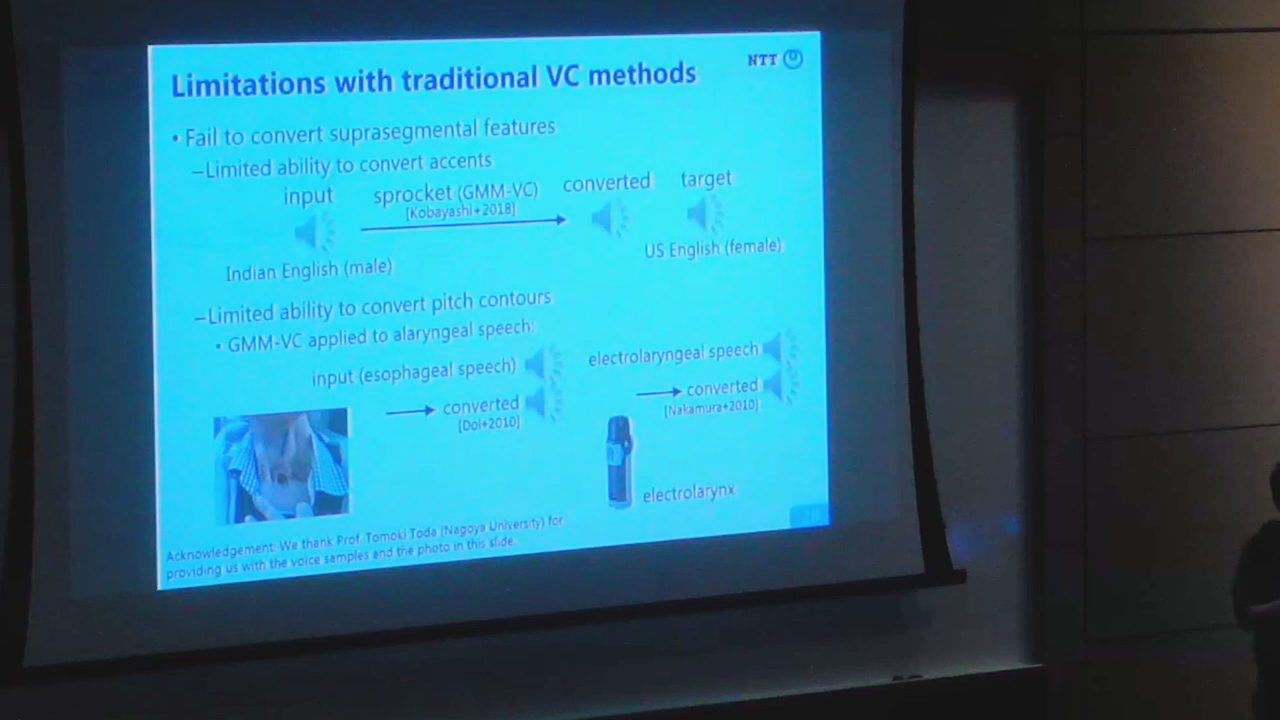 Limitations with traditional VC methods
NTT
• Fail to convert suprasegmental features
–Limited ability to convert accents
input sprocket (GMM-VC) converted target
[Kobayashi+2018]
Indian English (male)
US English (female)
–Limited ability to convert pitch contours
• GMM-VC applied to alaryngeal speech:
input (esophageal speech)
electrolaryngeal speech
converted
[Doi+2010]
converted
[Nakamura+2010]
electrolarynx
Acknowledgement: We thank Prof. Tomoki Toda (Nagoya University) for
providing us with the voice samples and the photo in this slide.